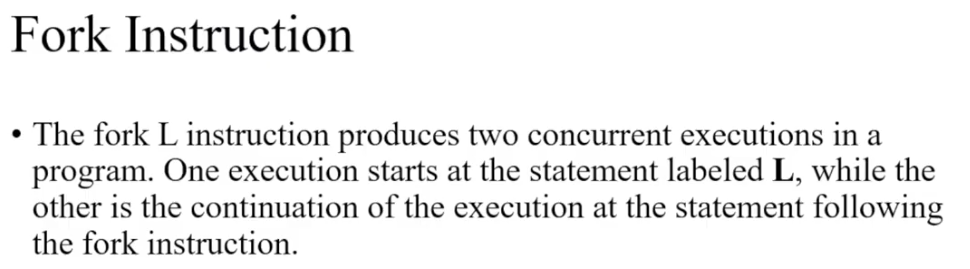 Fork Instruction
• The fork L instruction produces two concurrent executions in a
program. One execution starts at the statement labeled L, while the
other is the continuation of the execution at the statement following
the fork instruction.